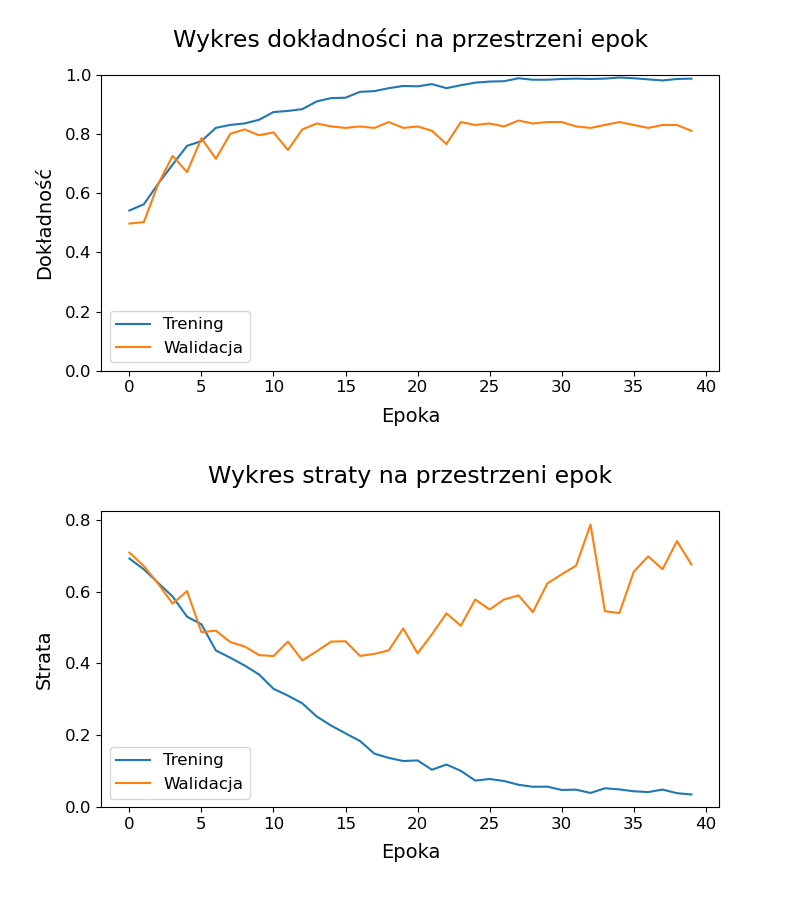 Wykres dokładności na przestrzeni epok
1.0
0.8
0.6
0.4
0.2
0.0
Dokładność
Trening
Walidacja
0 5 10 15 20 25 30 35 40
Epoka
Wykres straty na przestrzeni epok
0.8
0.6
0.4
0.2
0.0
Strata
Trening
Walidacja
0 5 10 15 20 25 30 35 40
Epoka